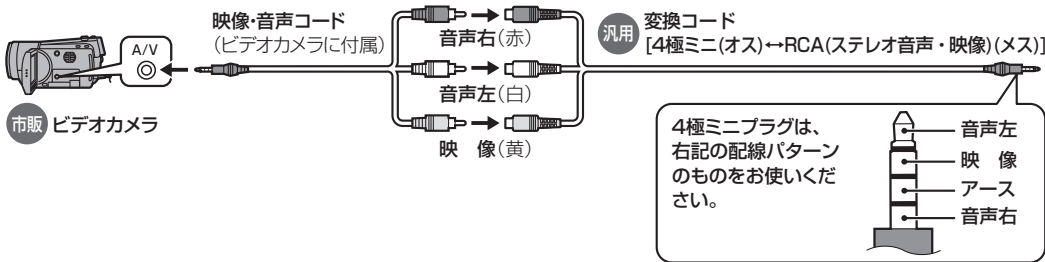 A/V
市販 ビデオカメラ
映像・音声コード
(ビデオカメラに付属)
音声右(赤)
音声左(白)
映 像(黄)
汎用 変換コード
[4極ミニ(オス)↔RCA(ステレオ音声・映像)(メス)]
4極ミニプラグは、
右記の配線パターン
のものをお使いくだ
さい。
音声左
映 像
アース
音声右